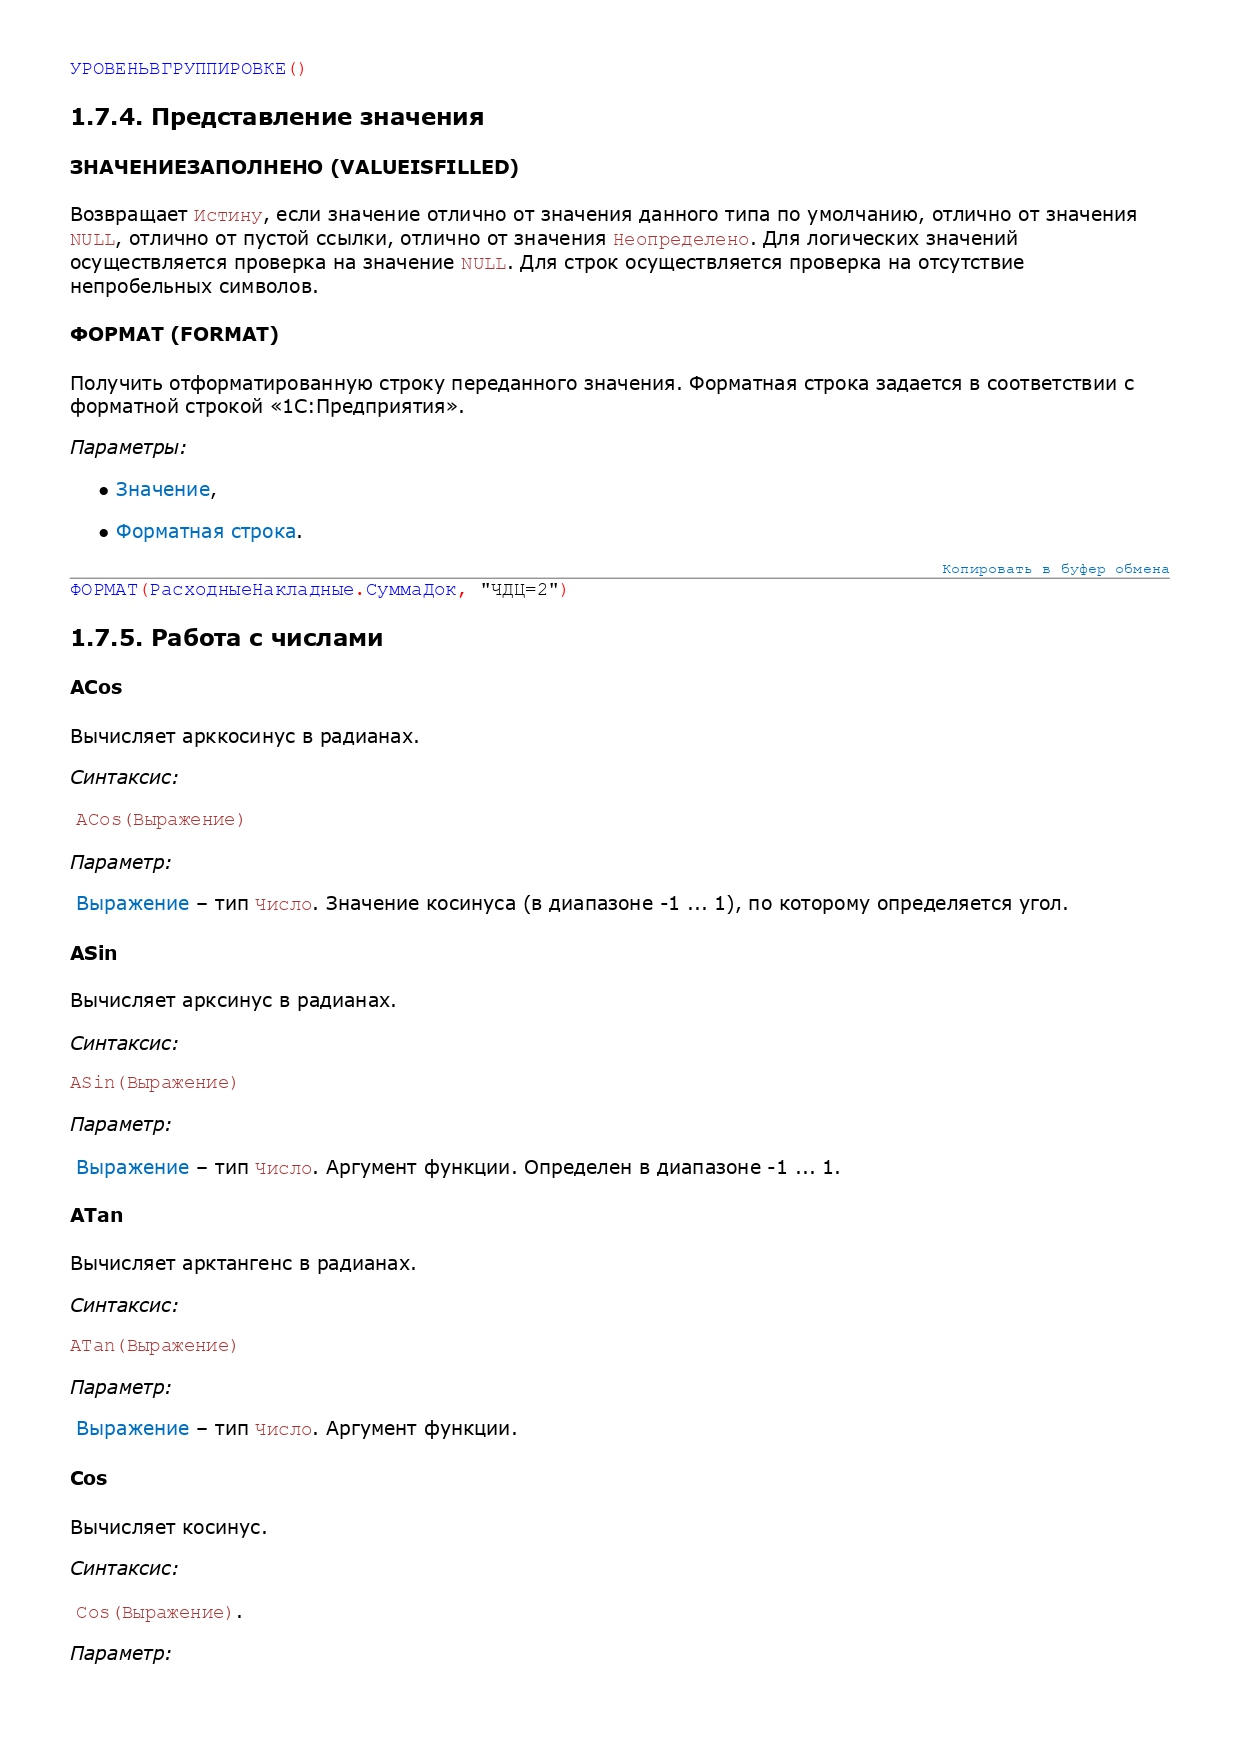 УРОВЕНЬВГРУППИРОВКЕ()
1.7.4. Представление значения
ЗНАЧЕНИЕЗАПОЛНЕНО (VALUEISFILLED)
Возвращает Истину, если значение отлично от значения данного типа по умолчанию, отлично от значения
NULL, отлично от пустой ссылки, отлично от значения Неопределено. Для логических значений
осуществляется проверка на значение NULL. Для строк осуществляется проверка на отсутствие
непробельных символов.
ФОРМАТ (FORMAT)
Получить отформатированную строку переданного значения. Форматная строка задается в соответствии с
форматной строкой «1С:Предприятия».
Параметры:
● Значение,
● Форматная строка.
Копировать в буфер обмена
ФОРМАТ(РасходныеНакладные.СуммаДок, "ЧДЦ=2")
1.7.5. Работа с числами
ACos
Вычисляет арккосинус в радианах.
Синтаксис:
ACos(Выражение)
Параметр:
Выражение – тип Число. Значение косинуса (в диапазоне -1 ... 1), по которому определяется угол.
ASin
Вычисляет арксинус в радианах.
Синтаксис:
ASin(Выражение)
Параметр:
Выражение – тип Число. Аргумент функции. Определен в диапазоне -1 ... 1.
ATan
Вычисляет арктангенс в радианах.
Синтаксис:
ATan(Выражение)
Параметр:
Выражение – тип Число. Аргумент функции.
Cos
Вычисляет косинус.
Синтаксис:
Cos(Выражение).
Параметр: